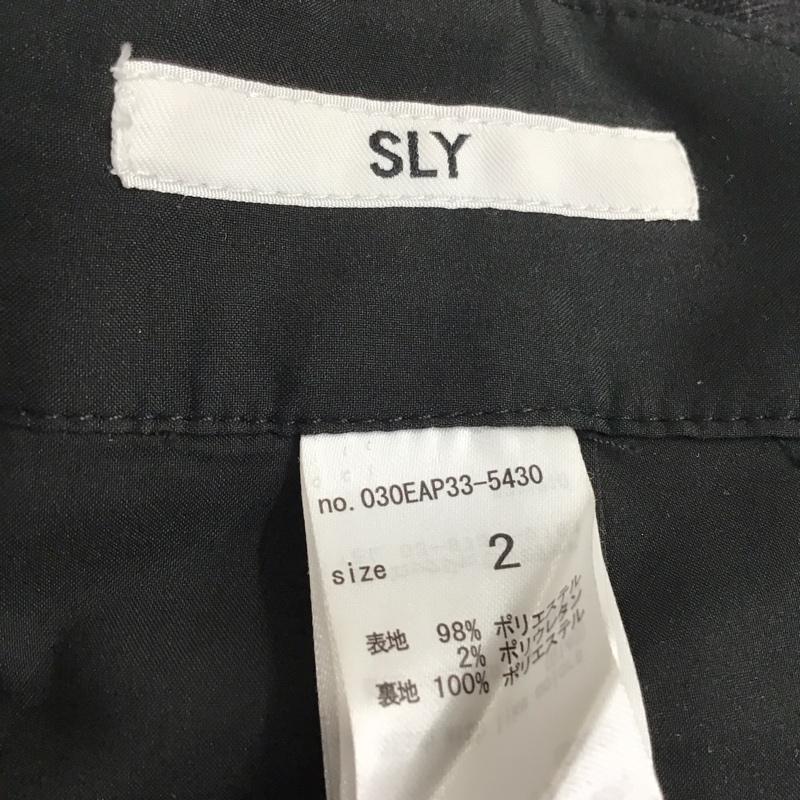 SLY
no. 030EAP33-5430
size 2
表地 98% ポリエステル
2% ポリウレタン
裏地 100% ポリエステル